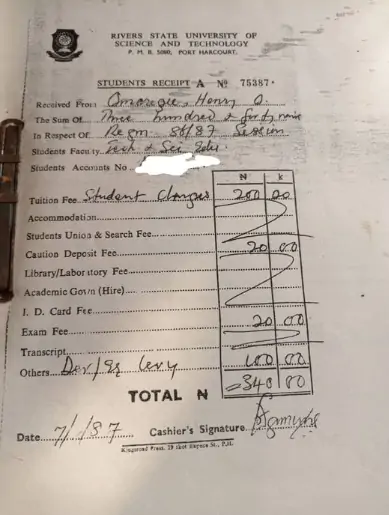 RIVERS STATE UNIVERSITY OF
SCIENCE AND TECHNOLOGY
P. M. B. 5080, PORT HARCOURT.
STUDENTS RECEIPT A Nº 75387
Received From Omoregie, Henry O.
The Sum Of Three hundred & forty naira
In Respect Of Regn 86/87 Session
Students Faculty Tech & Sci Edu
Students Accounts No
N k
Tuition Fee Student Charges 200 00
Accommodation
Students Union & Search Fee
Caution Deposit Fee 20 00
Library/Laboratory Fee
Academic Gown (Hire)
I. D. Card Fee 20 00
Exam Fee
Transcript
Others Dev/ levy 100 00
TOTAL N =340 00
Date 7/1/87 Cashier's Signature
Kingsroad Press, St., P.H.